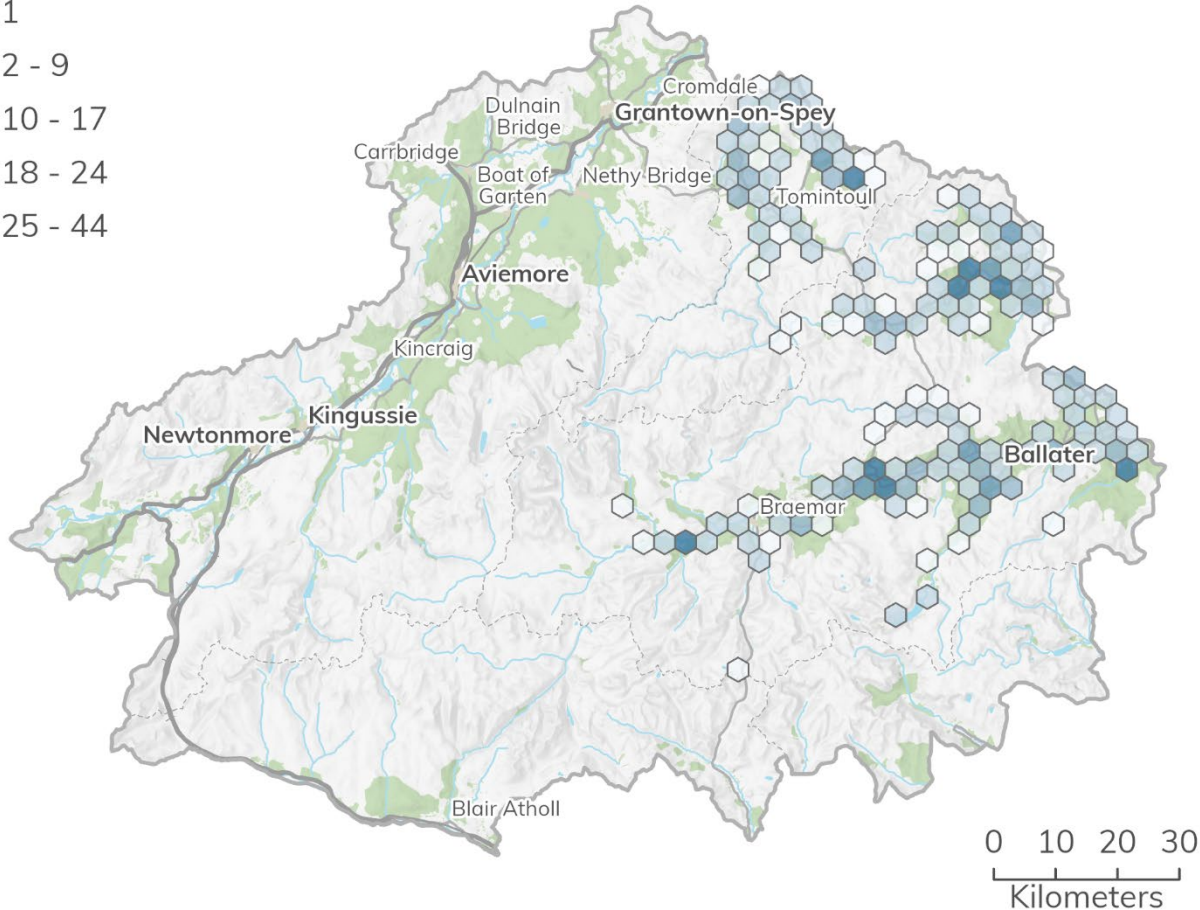 1
2 - 9
10 - 17
18 - 24
25 - 44
Cromdale
Dulnain
Bridge
Grantown-on-Spey
Carrbridge
Boat of
Garten
Nethy Bridge
Tomintoul
Aviemore
Kincraig
Kingussie
Newtonmore
Ballater
Braemar
Blair Atholl
0 10 20 30
Kilometers